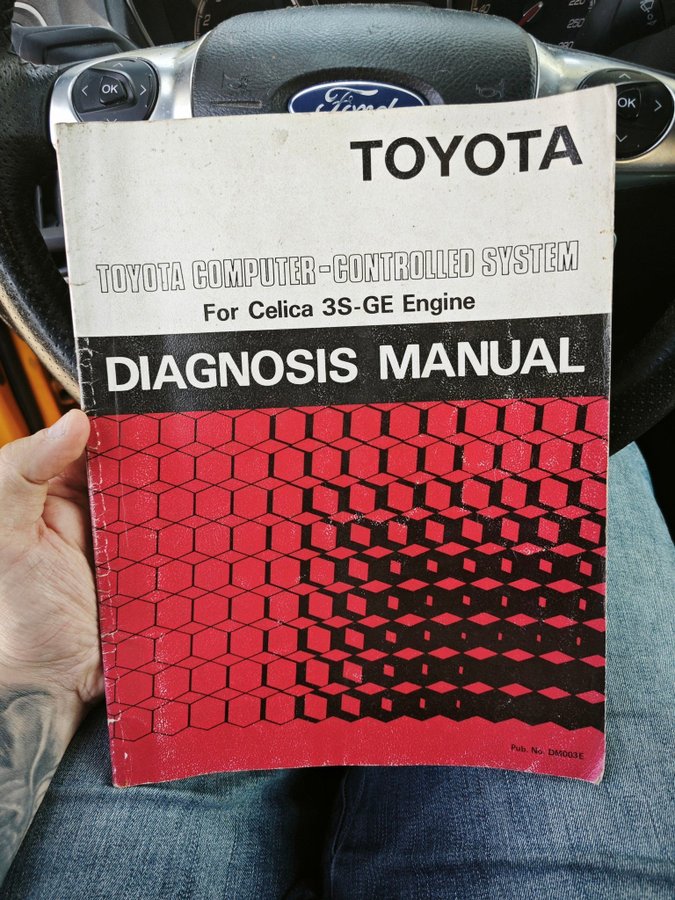 OK
Ford
OK
TOYOTA
TOYOTA COMPUTER-CONTROLLED SYSTEM
For Celica 3S-GE Engine
DIAGNOSIS MANUAL
Pub. No. DM003E